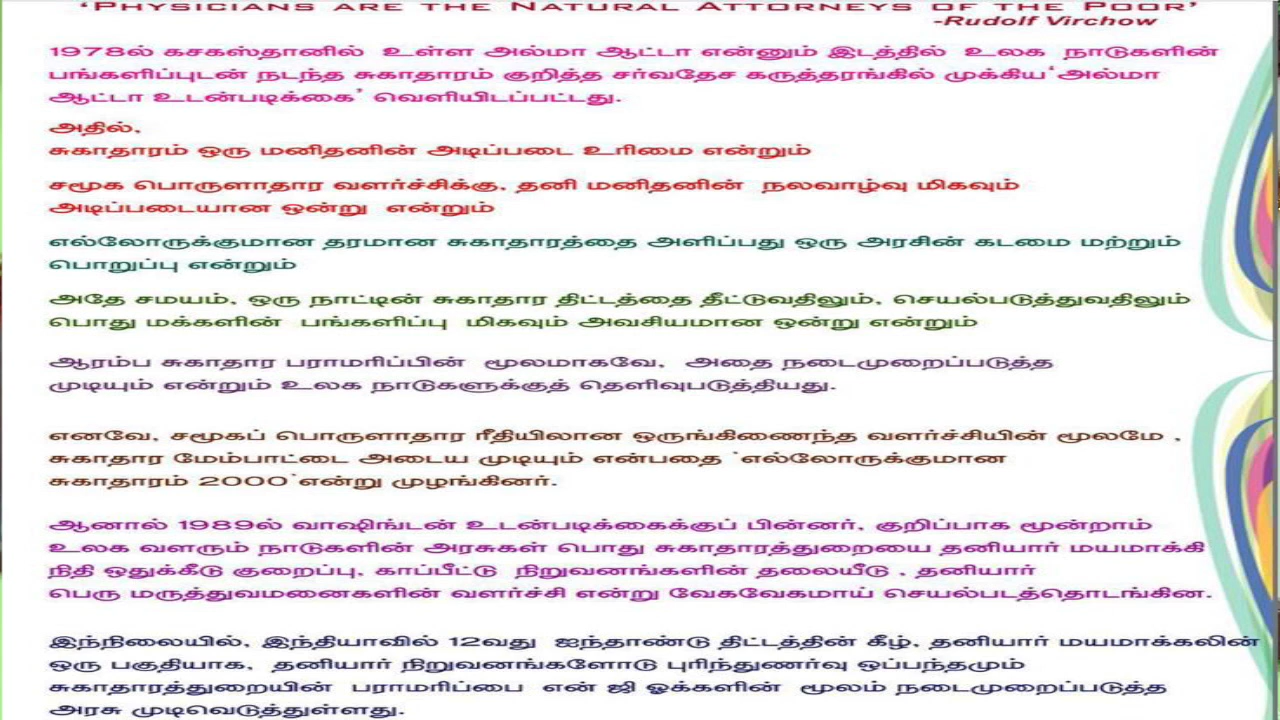 ‘Physicians are the Natural Attorneys of the Poor’
-Rudolf Virchow
1978ல் கசகஸ்தானில் உள்ள அல்மா ஆட்டா என்னும் இடத்தில் உலக நாடுகளின்
பங்களிப்புடன் நடந்த சுகாதாரம் குறித்த சர்வதேச கருத்தரங்கில் முக்கிய‘அல்மா
ஆட்டா உடன்படிக்கை’ வெளியிடப்பட்டது.
அதில்,
சுகாதாரம் ஒரு மனிதனின் அடிப்படை உரிமை என்றும்
சமூக பொருளாதார வளர்ச்சிக்கு, தனி மனிதனின் நலவாழ்வு மிகவும்
அடிப்படையான ஒன்று என்றும்
எல்லோருக்குமான தரமான சுகாதாரத்தை அளிப்பது ஒரு அரசின் கடமை மற்றும்
பொறுப்பு என்றும்
அதே சமயம், ஒரு நாட்டின் சுகாதார திட்டத்தை தீட்டுவதிலும், செயல்படுத்துவதிலும்
பொது மக்களின் பங்களிப்பு மிகவும் அவசியமான ஒன்று என்றும்
ஆரம்ப சுகாதார பராமரிப்பின் மூலமாகவே, அதை நடைமுறைப்படுத்த
முடியும் என்றும் உலக நாடுகளுக்குத் தெளிவுபடுத்தியது.
எனவே, சமூகப் பொருளாதார ரீதியிலான ஒருங்கிணைந்த வளர்ச்சியின் மூலமே ,
சுகாதார மேம்பாட்டை அடைய முடியும் என்பதை `எல்லோருக்குமான
சுகாதாரம் 2000`என்று முழங்கினர்.
ஆனால் 1989ல் வாஷிங்டன் உடன்படிக்கைக்குப் பின்னர், குறிப்பாக மூன்றாம்
உலக வளரும் நாடுகளின் அரசுகள் பொது சுகாதாரத்துறையை தனியார் மயமாக்கி
நிதி ஒதுக்கீடு குறைப்பு, காப்பீட்டு நிறுவனங்களின் தலையீடு , தனியார்
பெரு மருத்துவமனைகளின் வளர்ச்சி என்று வேகவேகமாய் செயல்படத்தொடங்கின.
இந்நிலையில், இந்தியாவில் 12வது ஐந்தாண்டு திட்டத்தின் கீழ், தனியார் மயமாக்கலின்
ஒரு பகுதியாக, தனியார் நிறுவனங்களோடு புரிந்துணர்வு ஒப்பந்தமும்
சுகாதாரத்துறையின் பராமரிப்பை என் ஜி ஓக்களின் மூலம் நடைமுறைப்படுத்த
அரசு முடிவெடுத்துள்ளது.